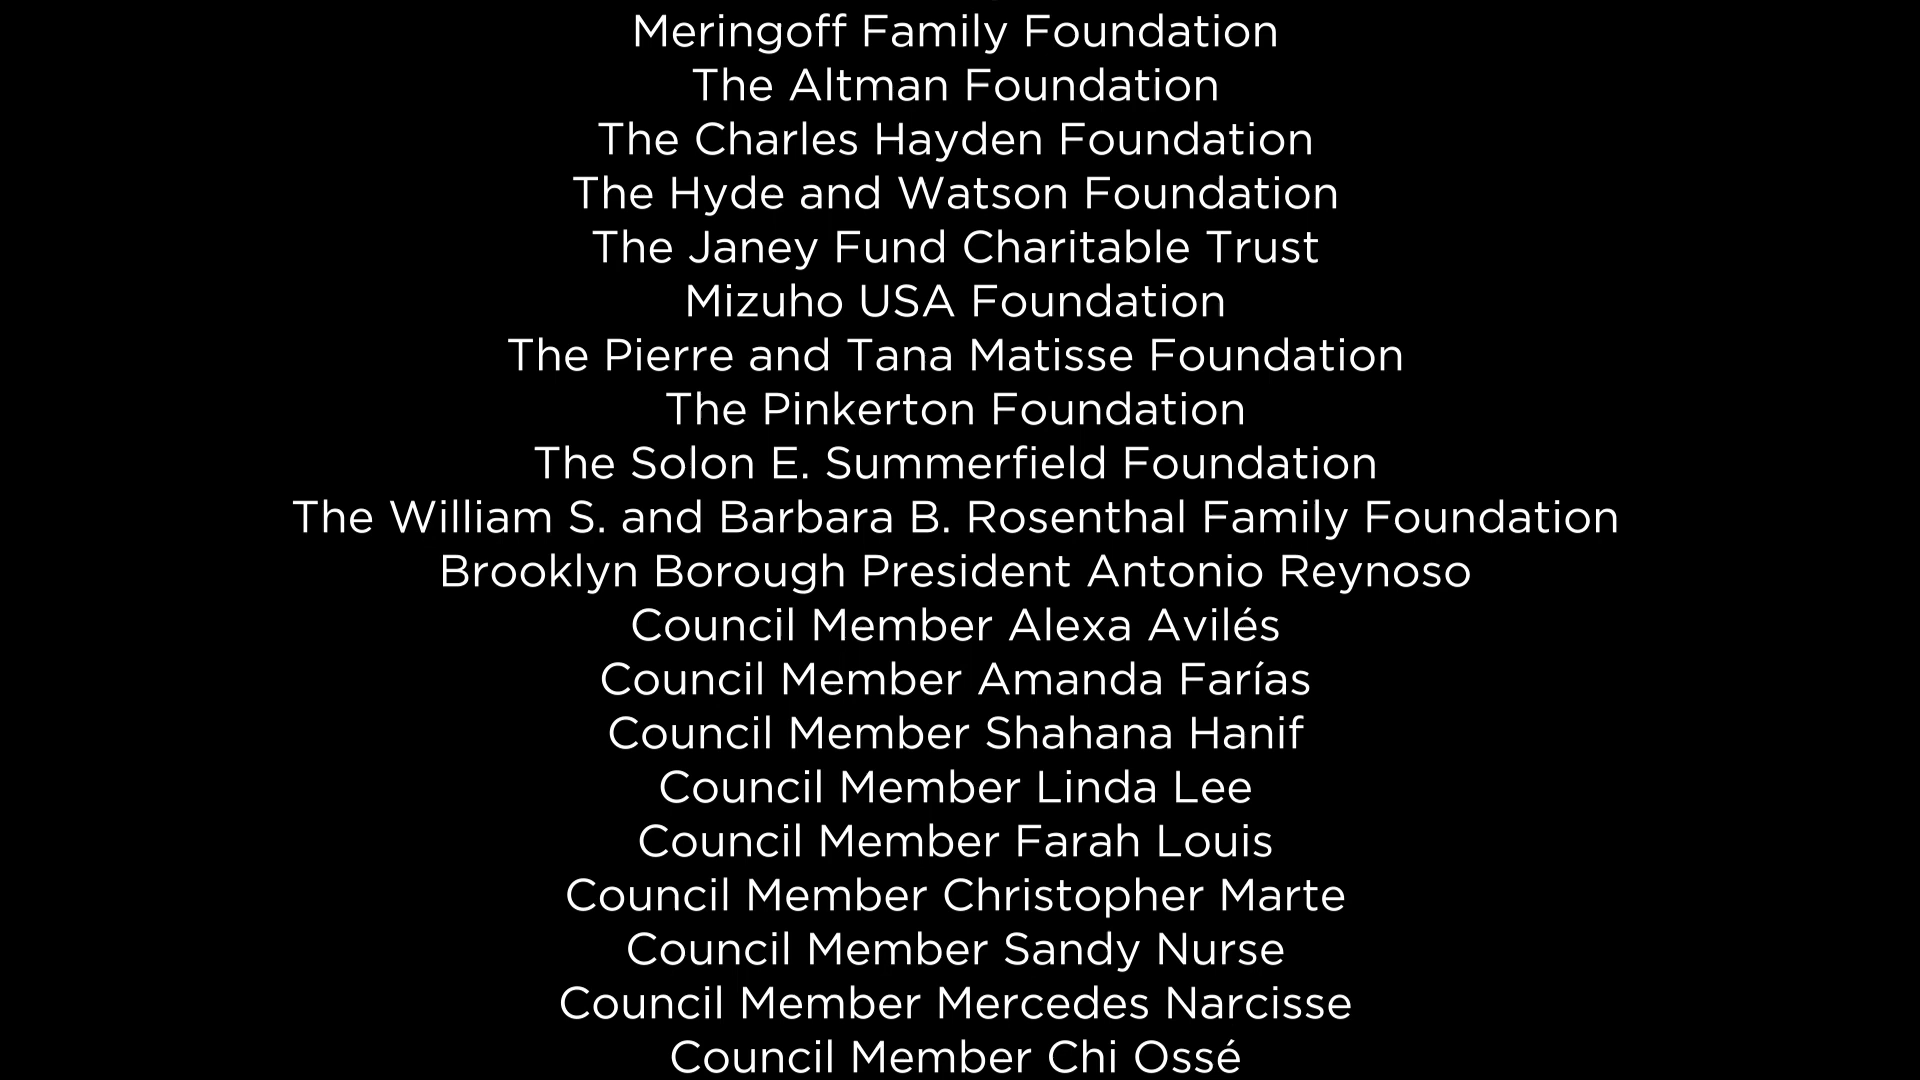 Meringoff Family Foundation
The Altman Foundation
The Charles Hayden Foundation
The Hyde and Watson Foundation
The Janey Fund Charitable Trust
Mizuho USA Foundation
The Pierre and Tana Matisse Foundation
The Pinkerton Foundation
The Solon E. Summerfield Foundation
The William S. and Barbara B. Rosenthal Family Foundation
Brooklyn Borough President Antonio Reynoso
Council Member Alexa Avilés
Council Member Amanda Farías
Council Member Shahana Hanif
Council Member Linda Lee
Council Member Farah Louis
Council Member Christopher Marte
Council Member Sandy Nurse
Council Member Mercedes Narcisse
Council Member Chi Ossé